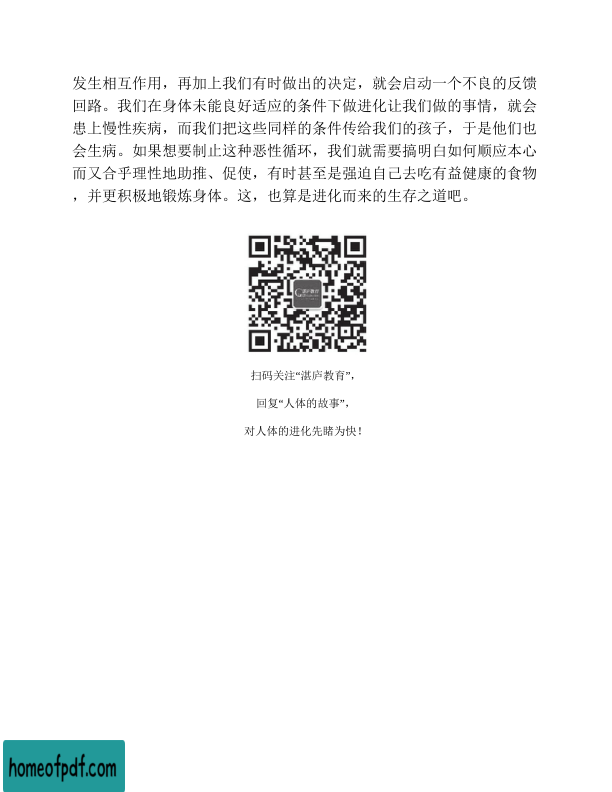 发生相互作用，再加上我们有时做出的决定，就会启动一个不良的反馈
回路。我们在身体未能良好适应的条件下做进化让我们做的事情，就会
患上慢性疾病，而我们把这些同样的条件传给我们的孩子，于是他们也
会生病。如果想要制止这种恶性循环，我们就需要搞明白如何顺应本心
而又合乎理性地助推、促使，有时甚至是强迫自己去吃有益健康的食物
，并更积极地锻炼身体。这，也算是进化而来的生存之道吧。
湛庐教育
扫码关注“湛庐教育”，
回复“人体的故事”，
对人体的进化先睹为快！
homeofpdf.com